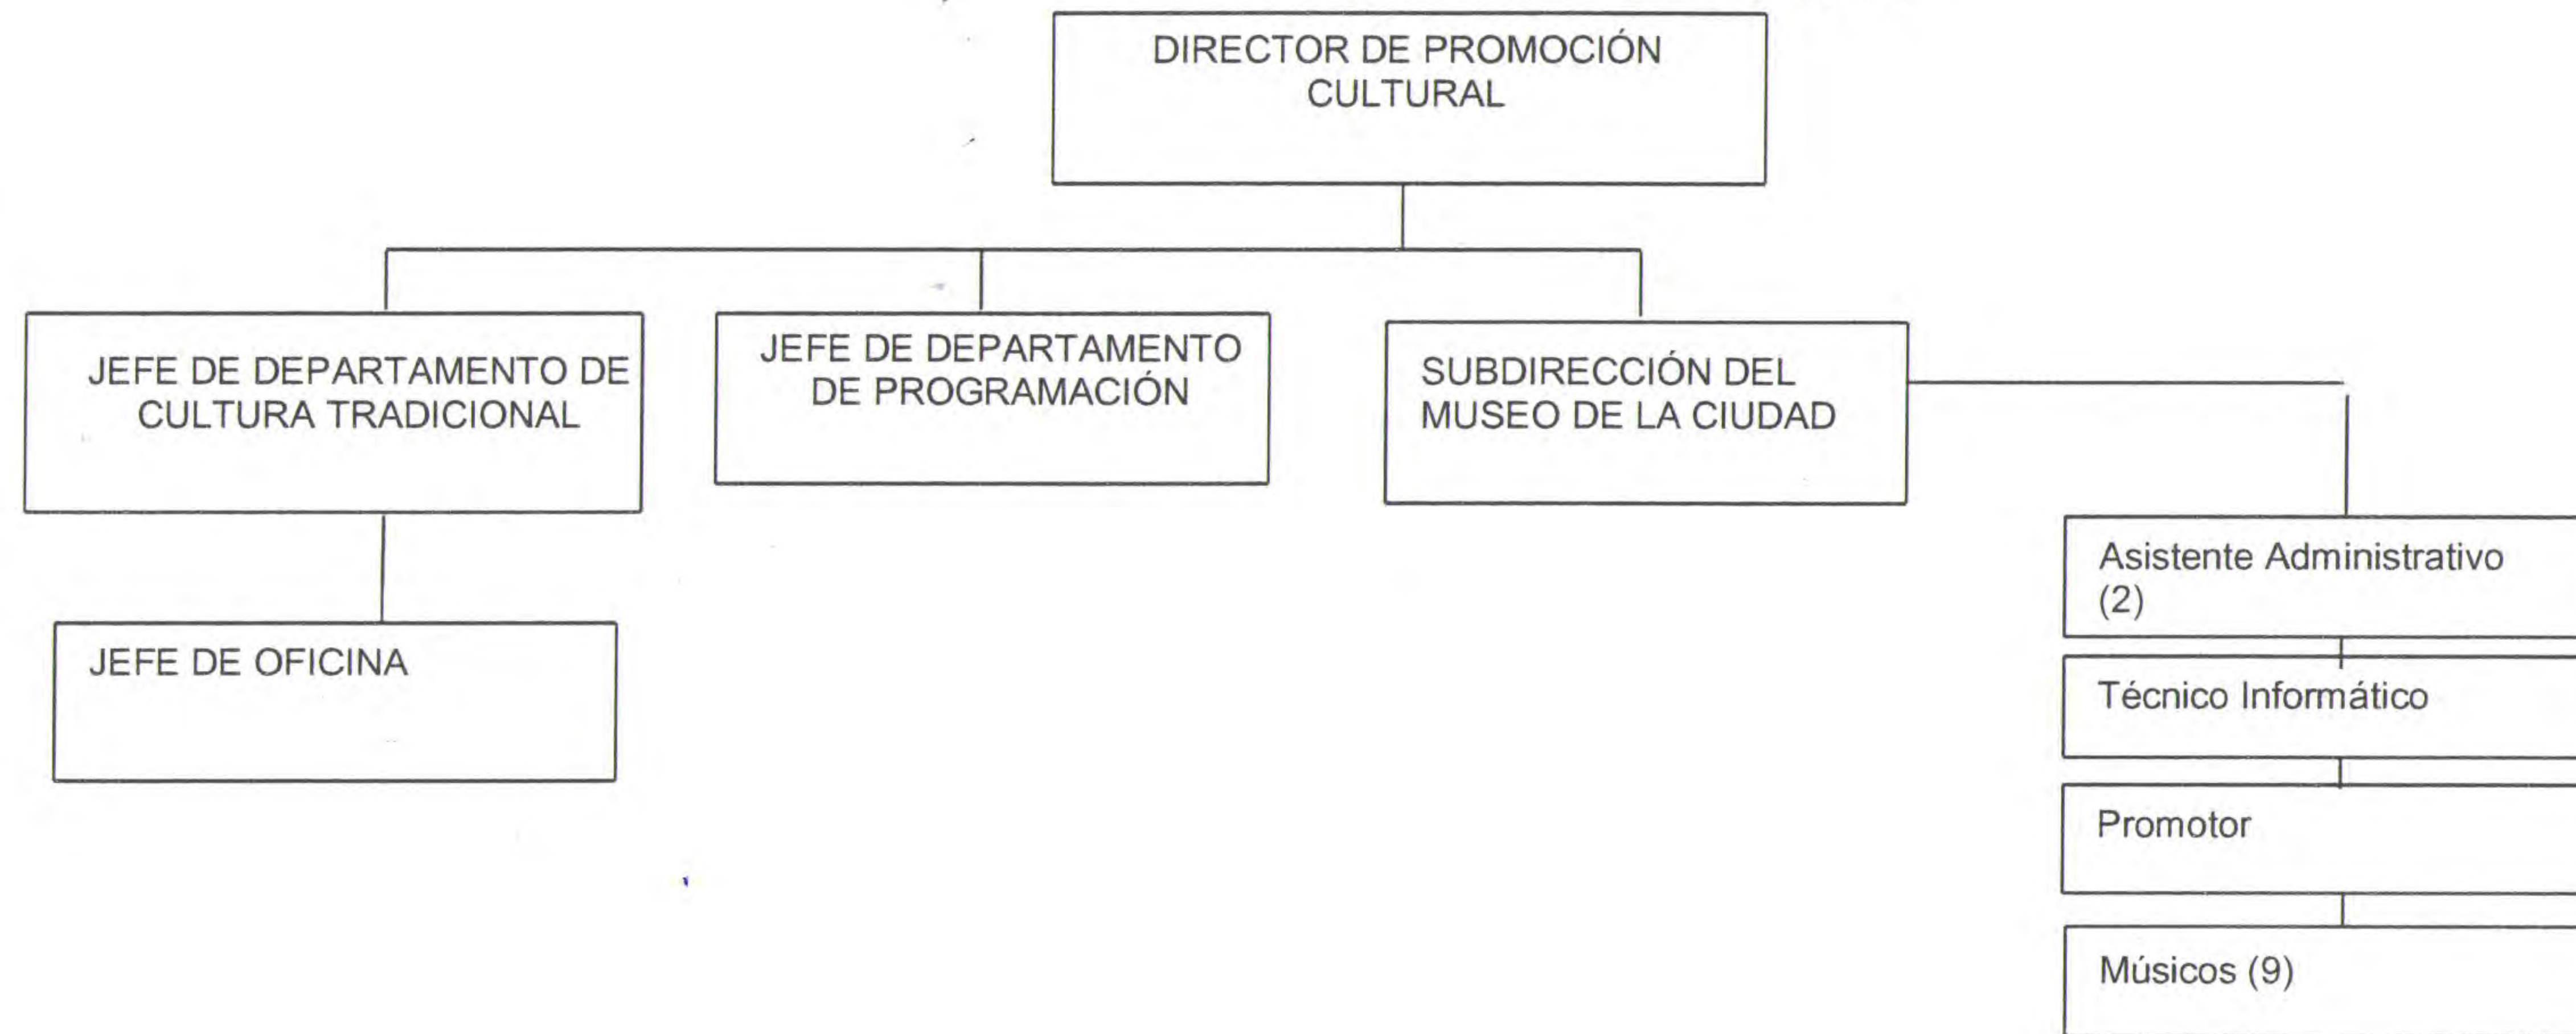 DIRECTOR DE PROMOCIÓN
CULTURAL
JEFE DE DEPARTAMENTO DE
CULTURA TRADICIONAL
JEFE DE DEPARTAMENTO
DE PROGRAMACIÓN
SUBDIRECCIÓN DEL
MUSEO DE LA CIUDAD
JEFE DE OFICINA
Asistente Administrativo
(2)
Técnico Informático
Promotor
Músicos (9)